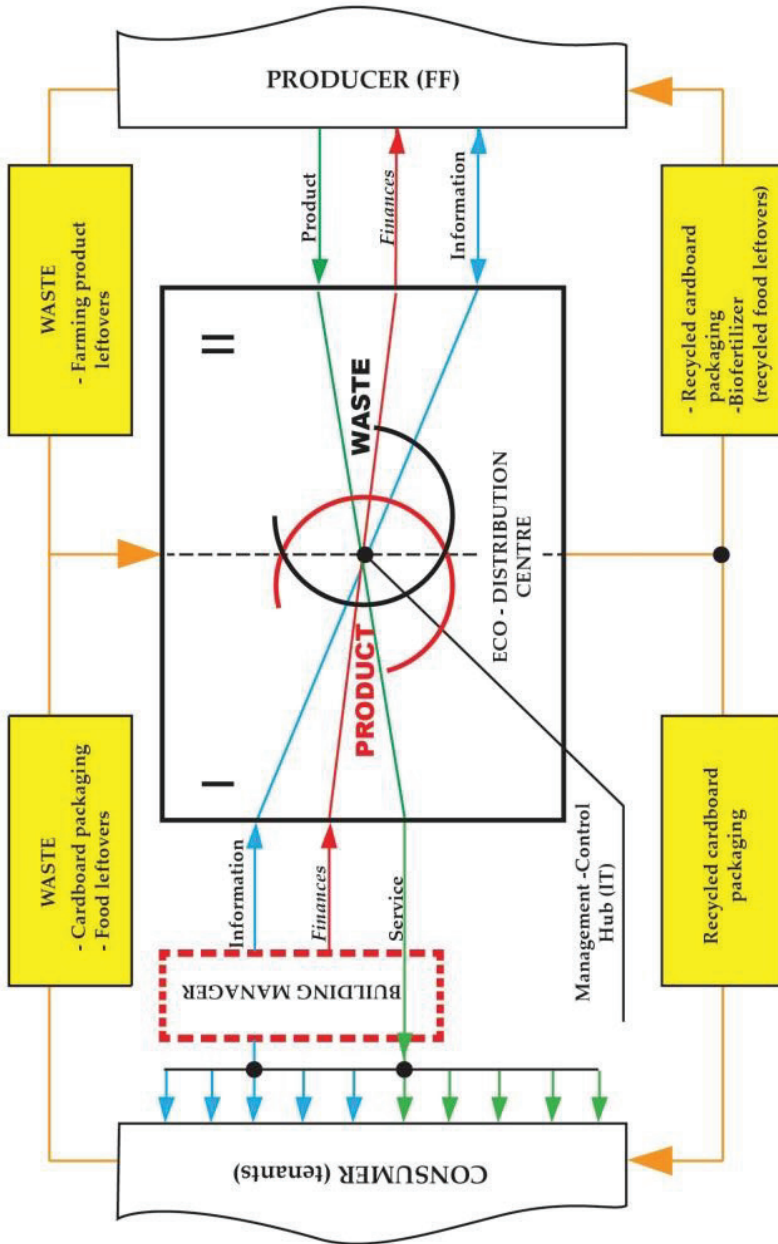 WASTE
- Cardboard packaging
- Food leftovers
WASTE
- Farming product
leftovers
CONSUMER (tenants)
BUILDING MANAGER
Information
Finances
Service
I
II
PRODUCT
WASTE
ECO - DISTRIBUTION
CENTRE
Product
Finances
Information
PRODUCER (FF)
Management -Control
Hub (IT)
Recycled cardboard
packaging
- Recycled cardboard
packaging
-Biofertilizer
(recycled food leftovers)